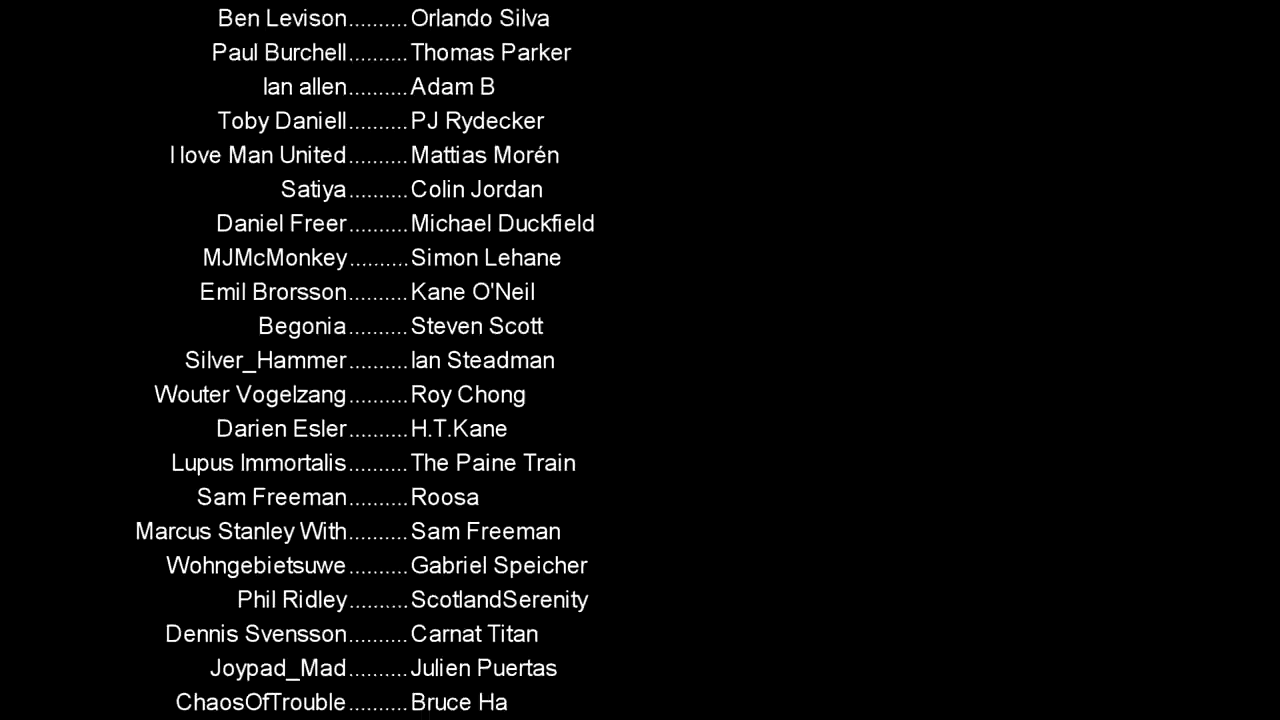 Ben Levison..........Orlando Silva
Paul Burchell..........Thomas Parker
Ian allen..........Adam B
Toby Daniell..........PJ Rydecker
I love Man United..........Mattias Morén
Satiya..........Colin Jordan
Daniel Freer..........Michael Duckfield
MJMcMonkey..........Simon Lehane
Emil Brorsson..........Kane O'Neil
Begonia..........Steven Scott
Silver_Hammer..........Ian Steadman
Wouter Vogelzang..........Roy Chong
Darien Esler..........H.T.Kane
Lupus Immortalis..........The Paine Train
Sam Freeman..........Roosa
Marcus Stanley With..........Sam Freeman
Wohngebietsuwe..........Gabriel Speicher
Phil Ridley..........ScotlandSerenity
Dennis Svensson..........Carnat Titan
Joypad_Mad..........Julien Puertas
ChaosOfTrouble..........Bruce Ha